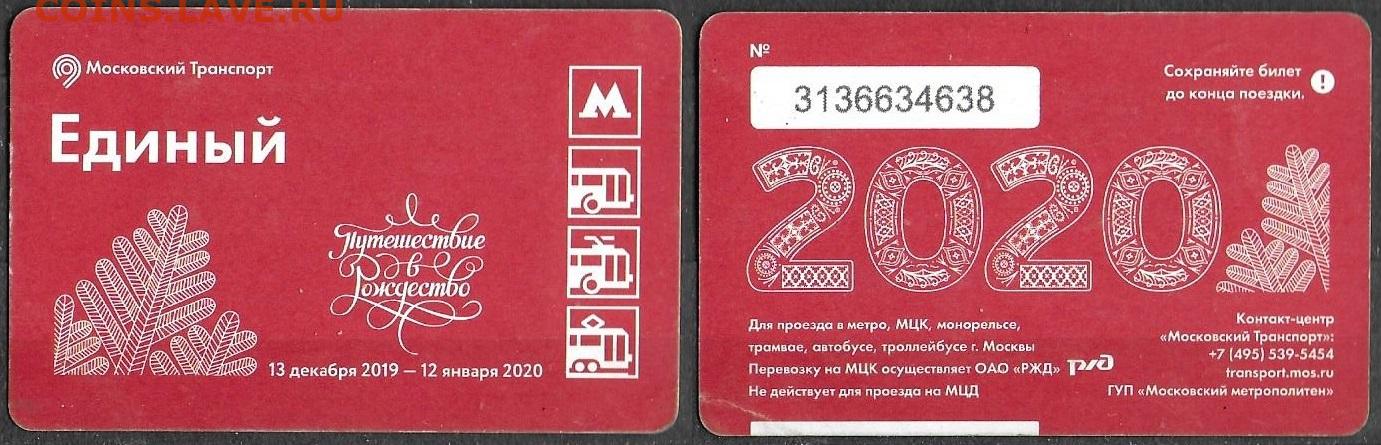 COINS.LAVE.RU
Московский Транспорт
Единый
М
Путешествие
в
Рождество
13 декабря 2019 — 12 января 2020
№
3136634638
Сохраняйте билет
до конца поездки.
!
2020
Для проезда в метро, МЦК, монорельсе,
трамвае, автобусе, троллейбусе г. Москвы
Перевозку на МЦК осуществляет ОАО «РЖД» РЖД
Не действует для проезда на МЦД
Контакт-центр
«Московский Транспорт»:
+7 (495) 539-5454
transport.mos.ru
ГУП «Московский метрополитен»